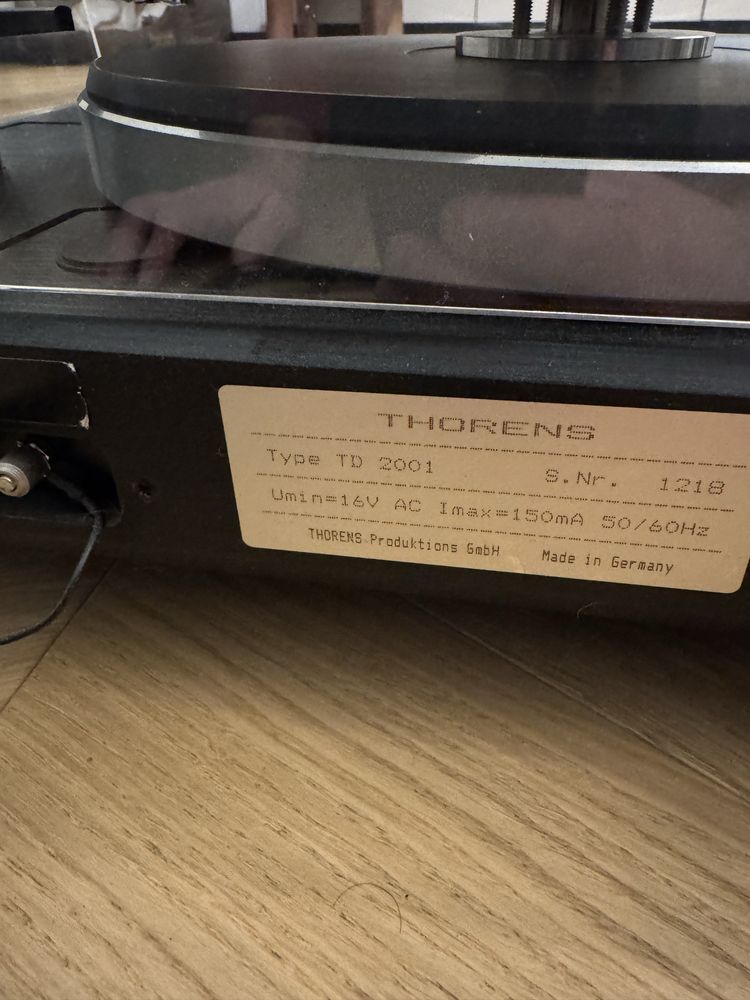 THORENS
Type TD 2001 S.Nr. 1218
Umin=16V AC Imax=150mA 50/60Hz
THORENS Produktions GmbH Made in Germany